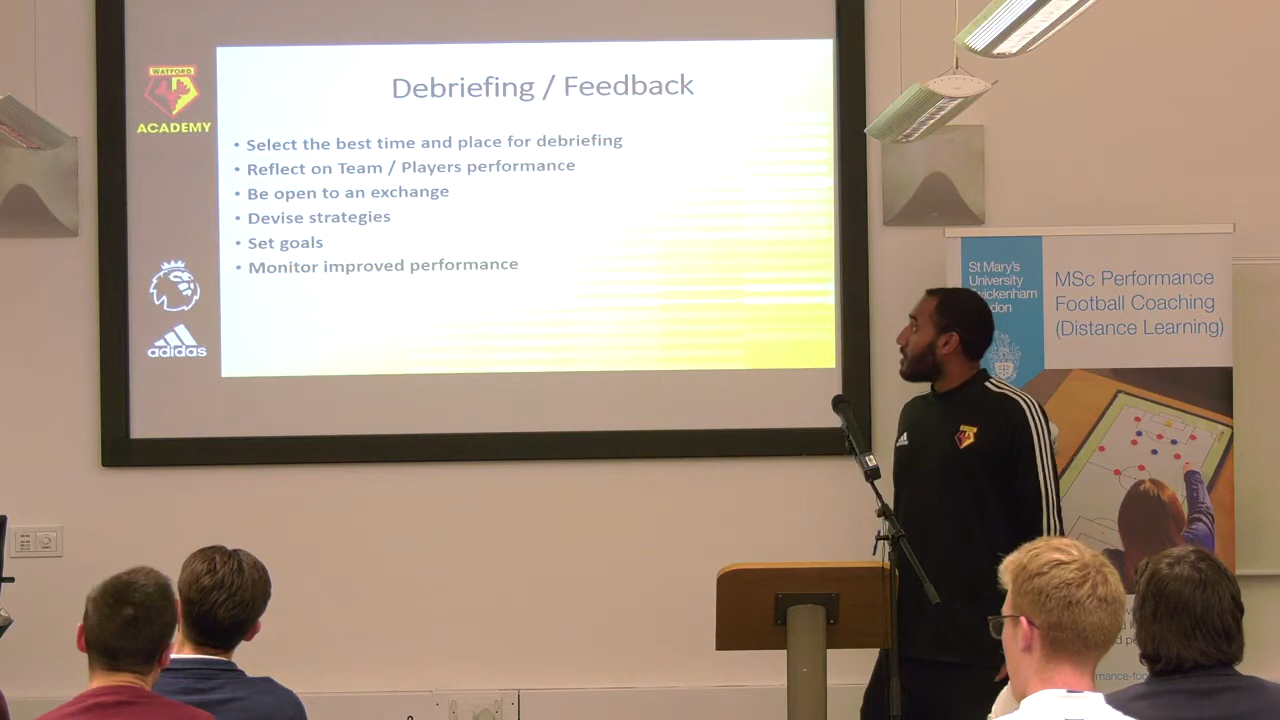 WATFORD
ACADEMY
Debriefing / Feedback
• Select the best time and place for debriefing
• Reflect on Team / Players performance
• Be open to an exchange
• Devise strategies
• Set goals
• Monitor improved performance
adidas
St Mary's
University
London
MSc Performance
Football Coaching
(Distance Learning)